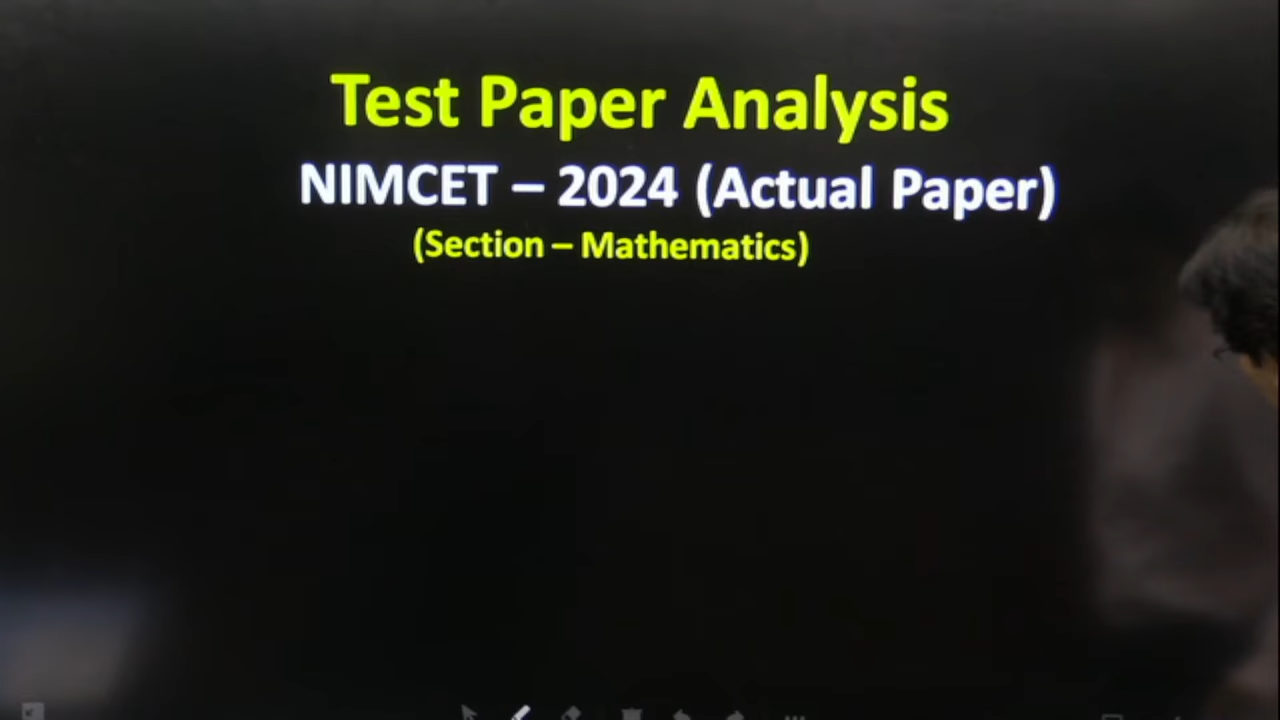 Test Paper Analysis
NIMCET – 2024 (Actual Paper)
(Section – Mathematics)